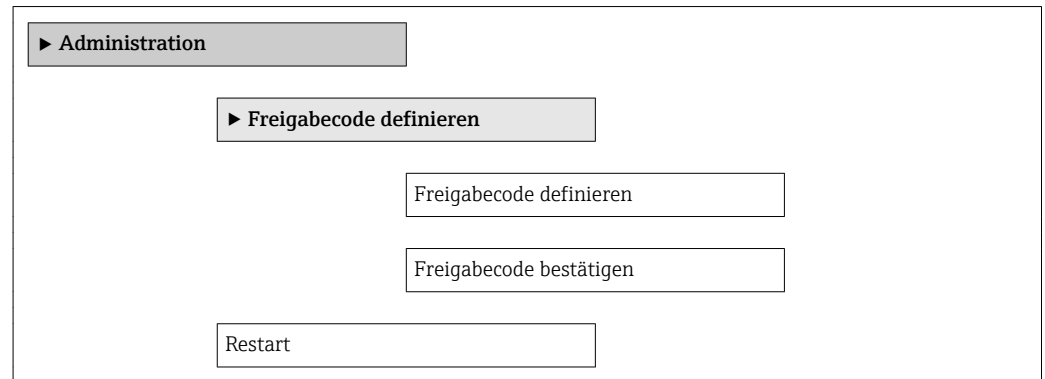 ▶ Administration
▶ Freigabecode definieren
Freigabecode definieren
Freigabecode bestätigen
Restart